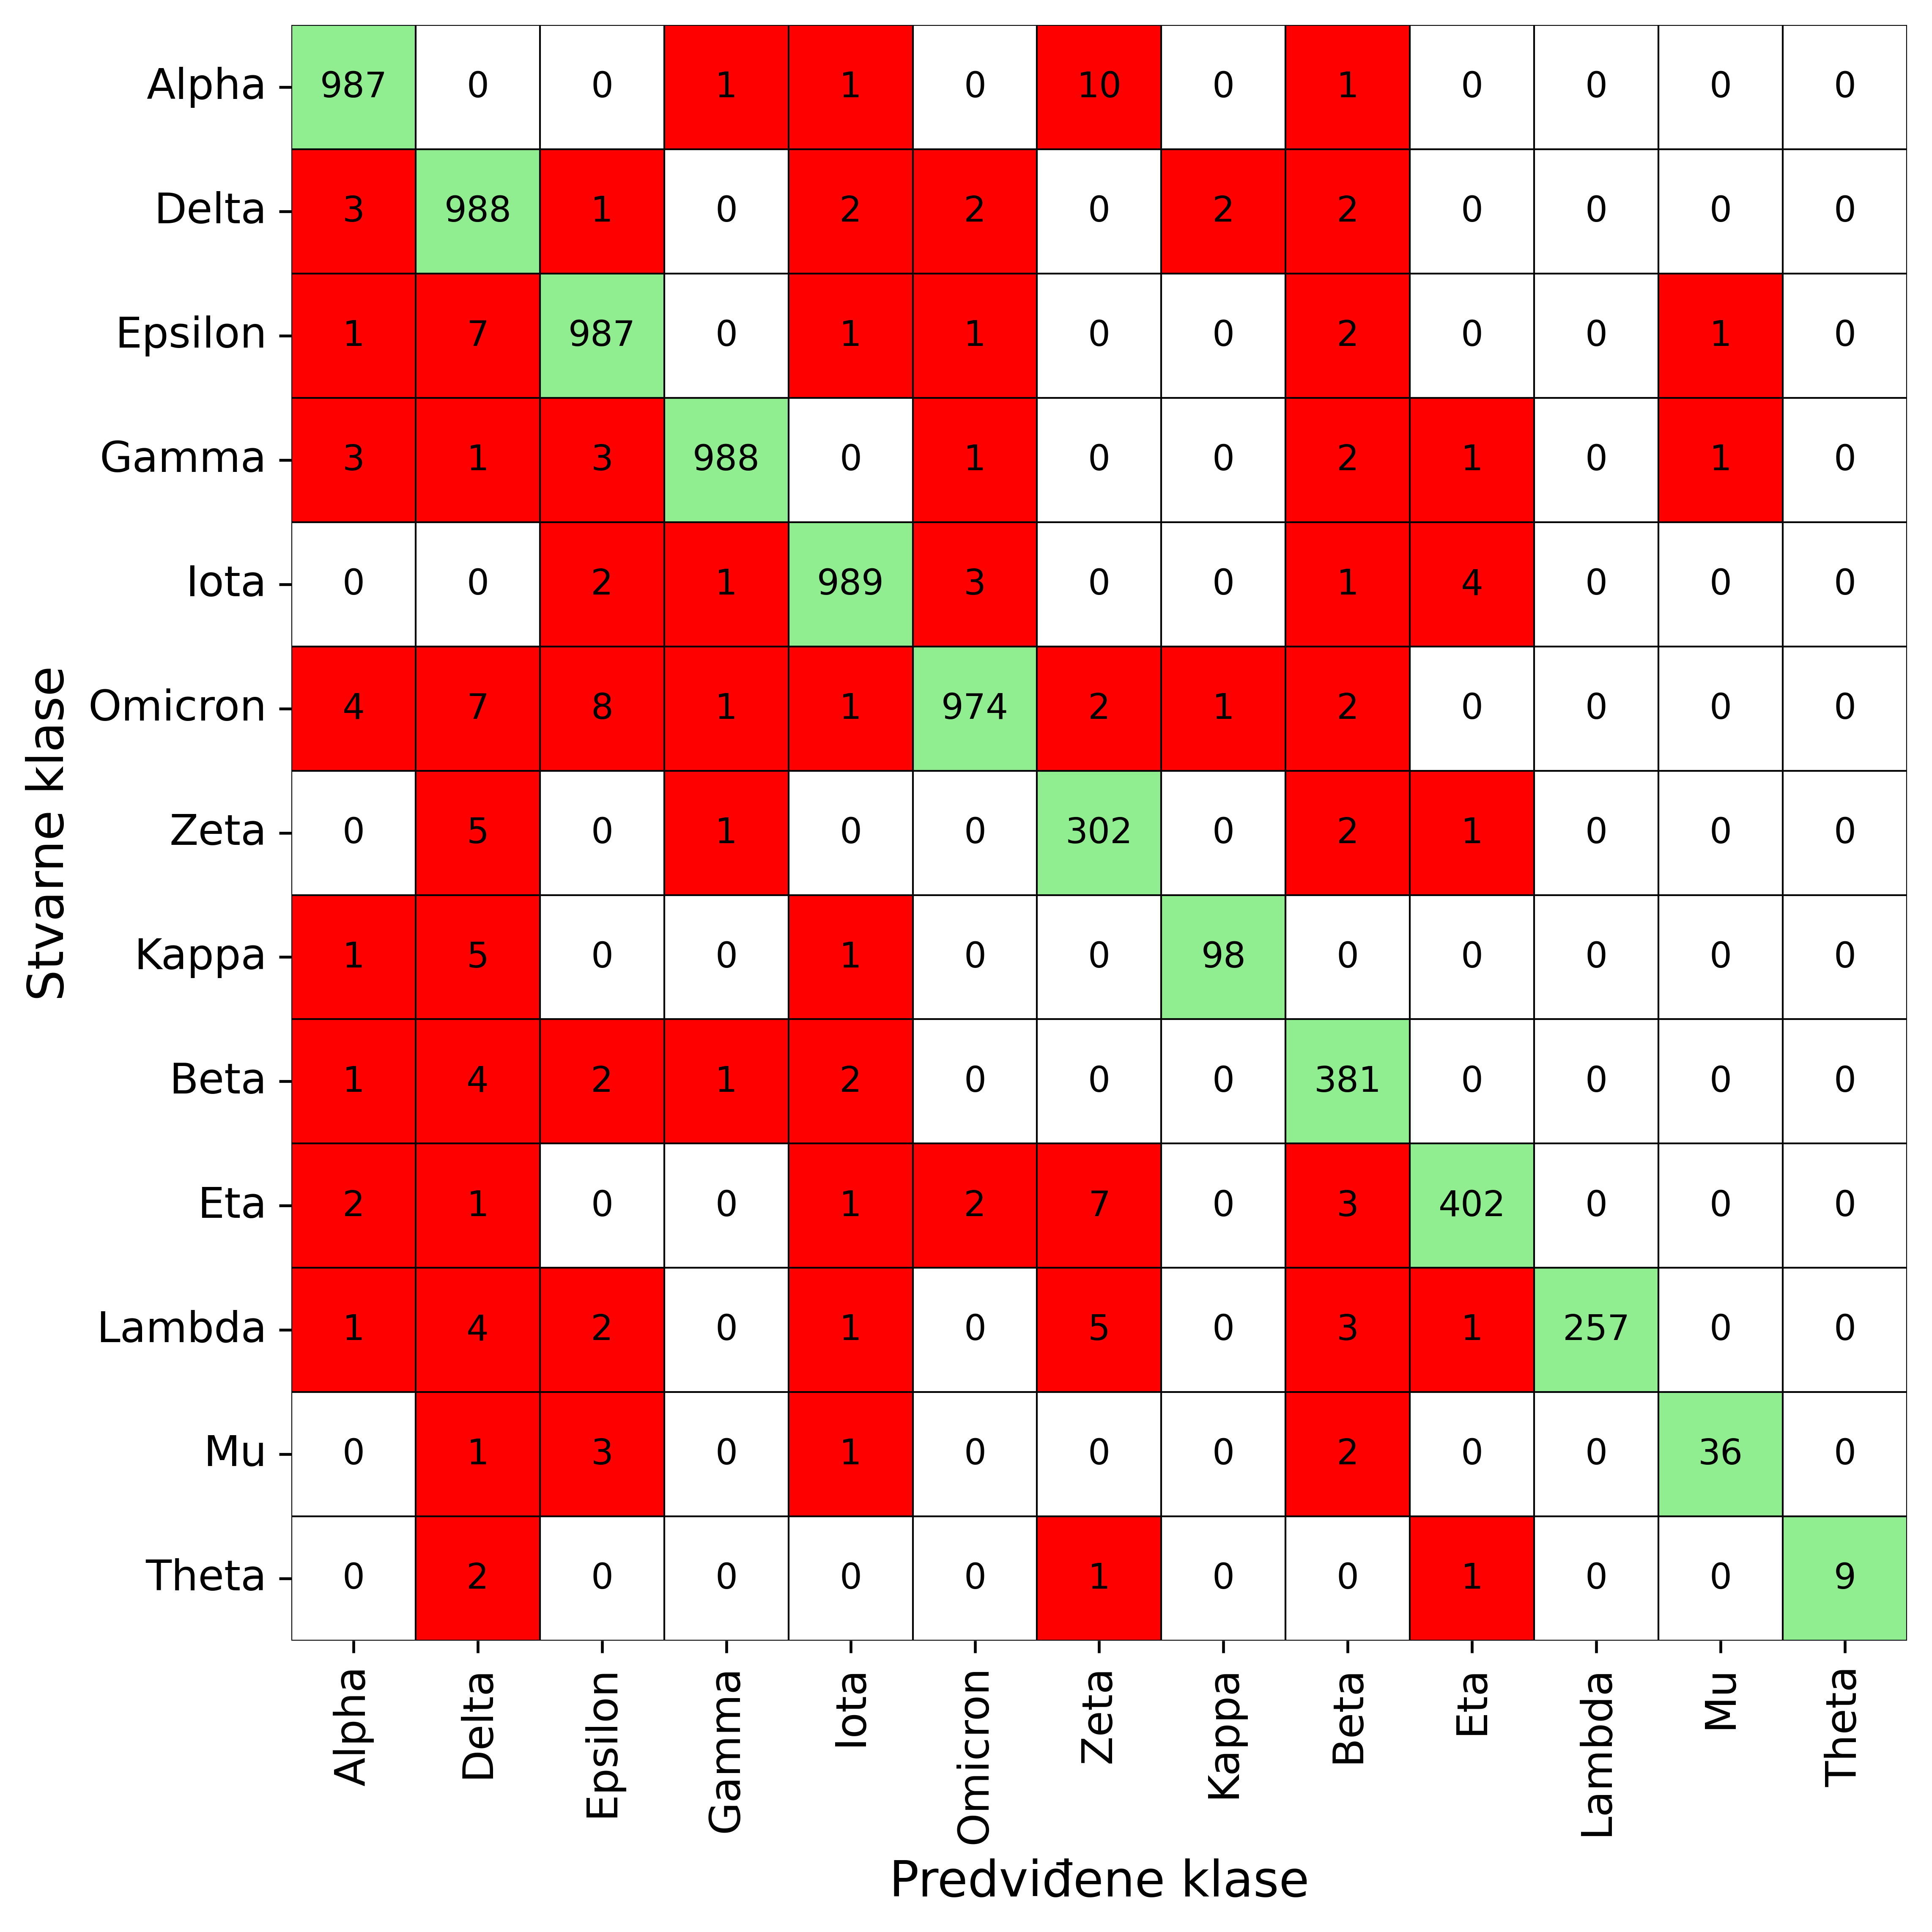 Stvarne klase
Alpha 987 0 0 1 1 0 10 0 1 0 0 0 0
Delta 3 988 1 0 2 2 0 2 2 0 0 0 0
Epsilon 1 7 987 0 1 1 0 0 2 0 0 1 0
Gamma 3 1 3 988 0 1 0 0 2 1 0 1 0
Iota 0 0 2 1 989 3 0 0 1 4 0 0 0
Omicron 4 7 8 1 1 974 2 1 2 0 0 0 0
Zeta 0 5 0 1 0 0 302 0 2 1 0 0 0
Kappa 1 5 0 0 1 0 0 98 0 0 0 0 0
Beta 1 4 2 1 2 0 0 0 381 0 0 0 0
Eta 2 1 0 0 1 2 7 0 3 402 0 0 0
Lambda 1 4 2 0 1 0 5 0 3 1 257 0 0
Mu 0 1 3 0 1 0 0 0 2 0 0 36 0
Theta 0 2 0 0 0 0 1 0 0 1 0 0 9
Alpha Delta Epsilon Gamma Iota Omicron Zeta Kappa Beta Eta Lambda Mu Theta
Predviđene klase